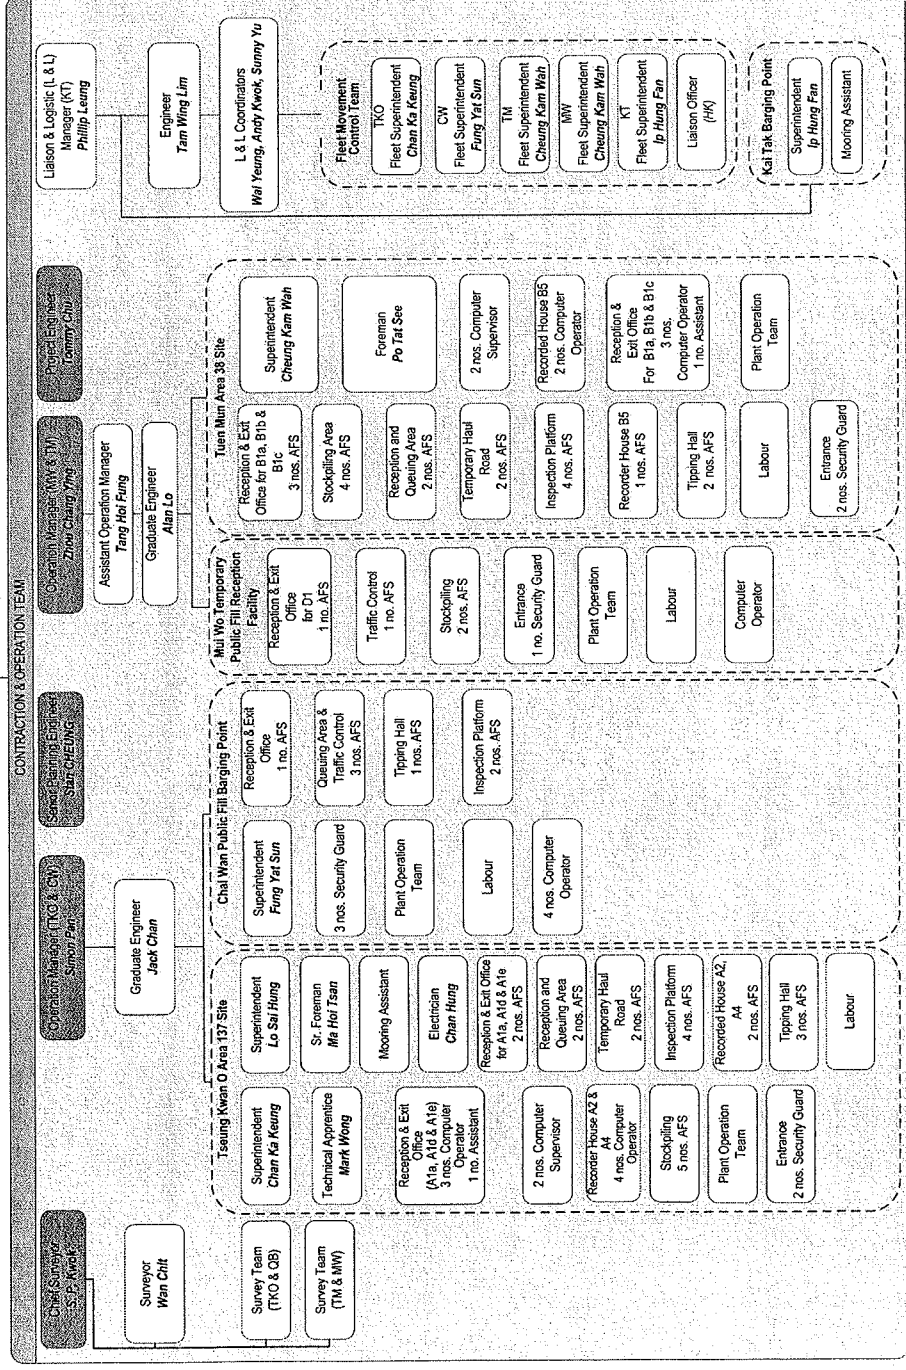 CONTRACTION & OPERATION TEAM
Chief Surveyor
S.P. Kwok
Surveyor
Wan Chit
Survey Team
(TKO & QB)
Survey Team
(TM & MW)
Operation Manager (TKO & CW)
Simon Pan
Graduate Engineer
Jack Chan
Tseung Kwan O Area 137 Site
Superintendent
Chan Ka Keung
Technical Apprentice
Mark Wong
Reception & Exit
Office
(A1a, A1d & A1e)
3 nos. Computer
Operator
1 no. Assistant
2 nos. Computer
Supervisor
Recorder House A2 &
A4
4 nos. Computer
Operator
Stockpiling
5 nos. AFS
Plant Operation
Team
Entrance
2 nos. Security Guard
Superintendent
Lo Sai Hung
Sr. Foreman
Ma Hoi Tsan
Mooring Assistant
Electrician
Chan Hung
Reception & Exit Office
for A1a, A1d & A1e
2 nos. AFS
Reception and
Queuing Area
2 nos. AFS
Temporary Haul
Road
2 nos. AFS
Inspection Platform
4 nos. AFS
Recorded House A2,
A4
2 nos. AFS
Tipping Hall
3 nos. AFS
Labour
Senior Planning Engineer
Stan CHEUNG
Chai Wan Public Fill Barging Point
Superintendent
Fung Yat Sun
3 nos. Security Guard
Plant Operation
Team
Labour
4 nos. Computer
Operator
Reception & Exit
Office
1 no. AFS
Queuing Area &
Traffic Control
3 nos. AFS
Tipping Hall
1 nos. AFS
Inspection Platform
2 nos. AFS
Operation Manager (MW & TM)
Zhou Chang Ying
Assistant Operation Manager
Tang Hoi Fung
Graduate Engineer
Alan Lo
Mui Wo Temporary
Public Fill Reception
Facility
Reception & Exit
Office
for D1
1 no. AFS
Traffic Control
1 no. AFS
Stockpiling
2 nos. AFS
Entrance
1 no. Security Guard
Plant Operation
Team
Labour
Computer
Operator
Project Engineer
Tommy Chu
Tuen Mun Area 38 Site
Reception & Exit
Office for B1a, B1b &
B1c
3 nos. AFS
Stockpiling Area
4 nos. AFS
Reception and
Queuing Area
2 nos. AFS
Temporary Haul
Road
2 nos. AFS
Inspection Platform
4 nos. AFS
Recorder House B5
1 nos. AFS
Tipping Hall
2 nos. AFS
Labour
Entrance
2 nos. Security Guard
Superintendent
Cheung Kam Wah
Foreman
Po Tat See
2 nos. Computer
Supervisor
Recorded House B5
2 nos. Computer
Operator
Reception &
Exit Office
For B1a, B1b & B1c
3 nos.
Computer Operator
1 no. Assistant
Plant Operation
Team
Liaison & Logistic (L & L)
Manager (KT)
Phillip Leung
Engineer
Tam Wing Lim
L & L Coordinators
Wai Yeung, Andy Kwok, Sunny Yu
Fleet Movement
Control Team
TKO
Fleet Superintendent
Chan Ka Keung
CW
Fleet Superintendent
Fung Yat Sun
TM
Fleet Superintendent
Cheung Kam Wah
MW
Fleet Superintendent
Cheung Kam Wah
KT
Fleet Superintendent
Ip Hung Fan
Liaison Officer
(HK)
Kai Tak Barging Point
Superintendent
Ip Hung Fan
Mooring Assistant